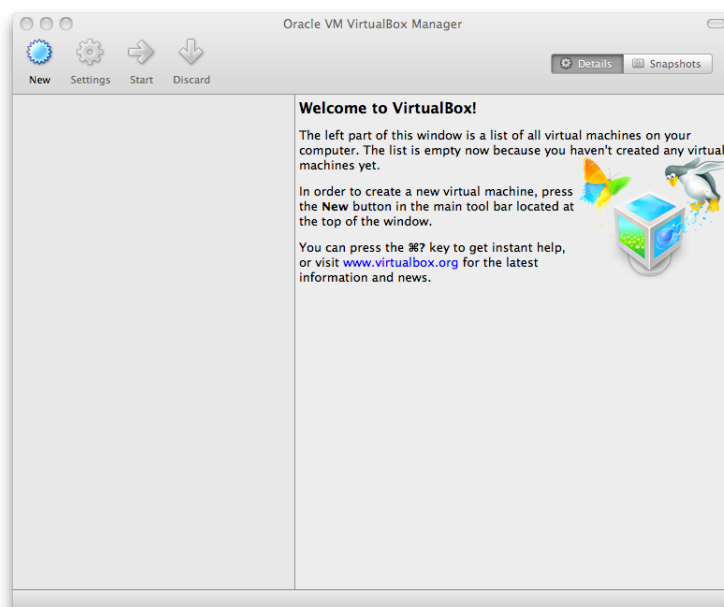 Oracle VM VirtualBox Manager
New Settings Start Discard
Details Snapshots
Welcome to VirtualBox!
The left part of this window is a list of all virtual machines on your
computer. The list is empty now because you haven't created any virtual
machines yet.
In order to create a new virtual machine, press
the New button in the main tool bar located at
the top of the window.
You can press the ⌘? key to get instant help,
or visit www.virtualbox.org for the latest
information and news.